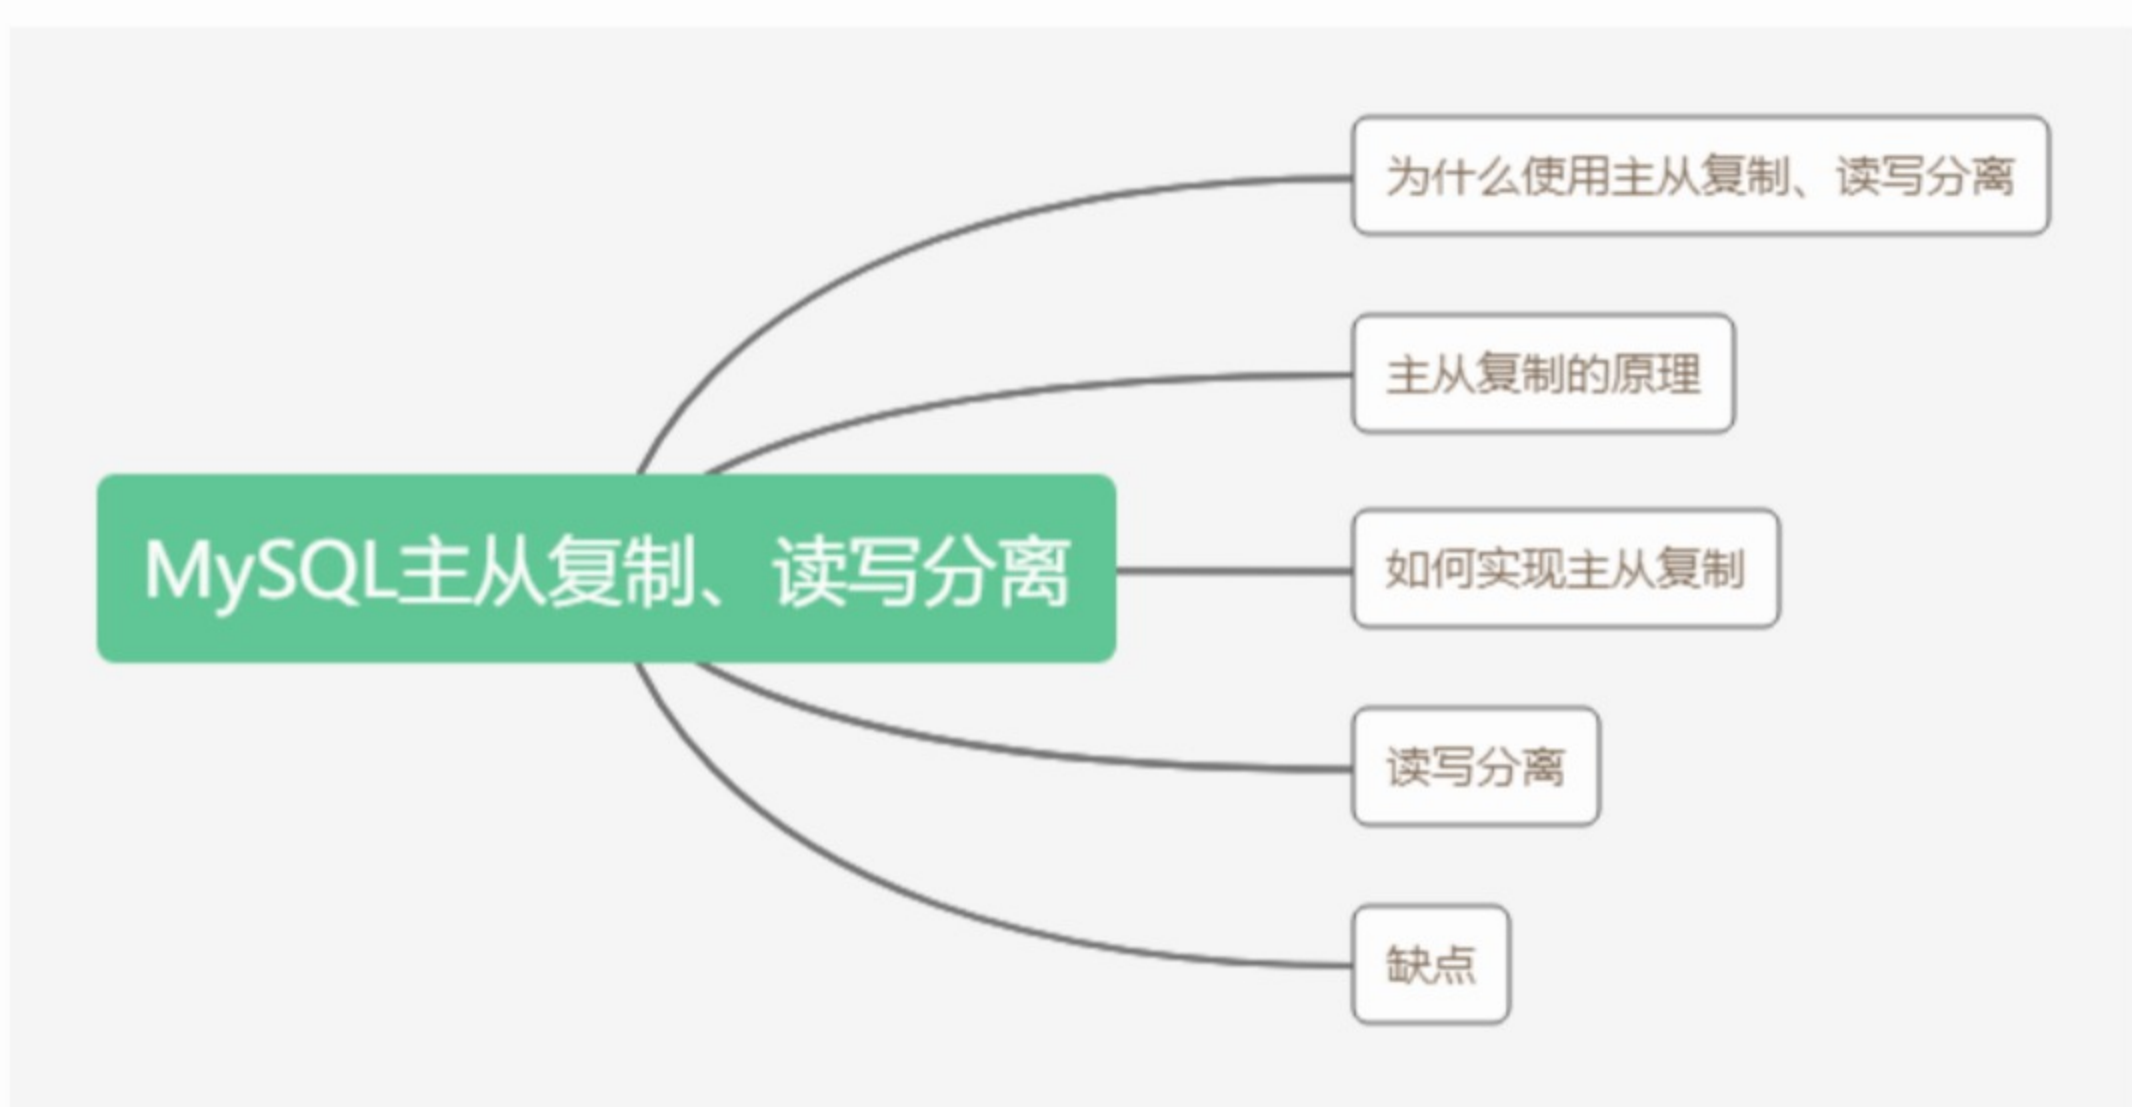 为什么使用主从复制、读写分离
主从复制的原理
MySQL主从复制、读写分离
如何实现主从复制
读写分离
缺点